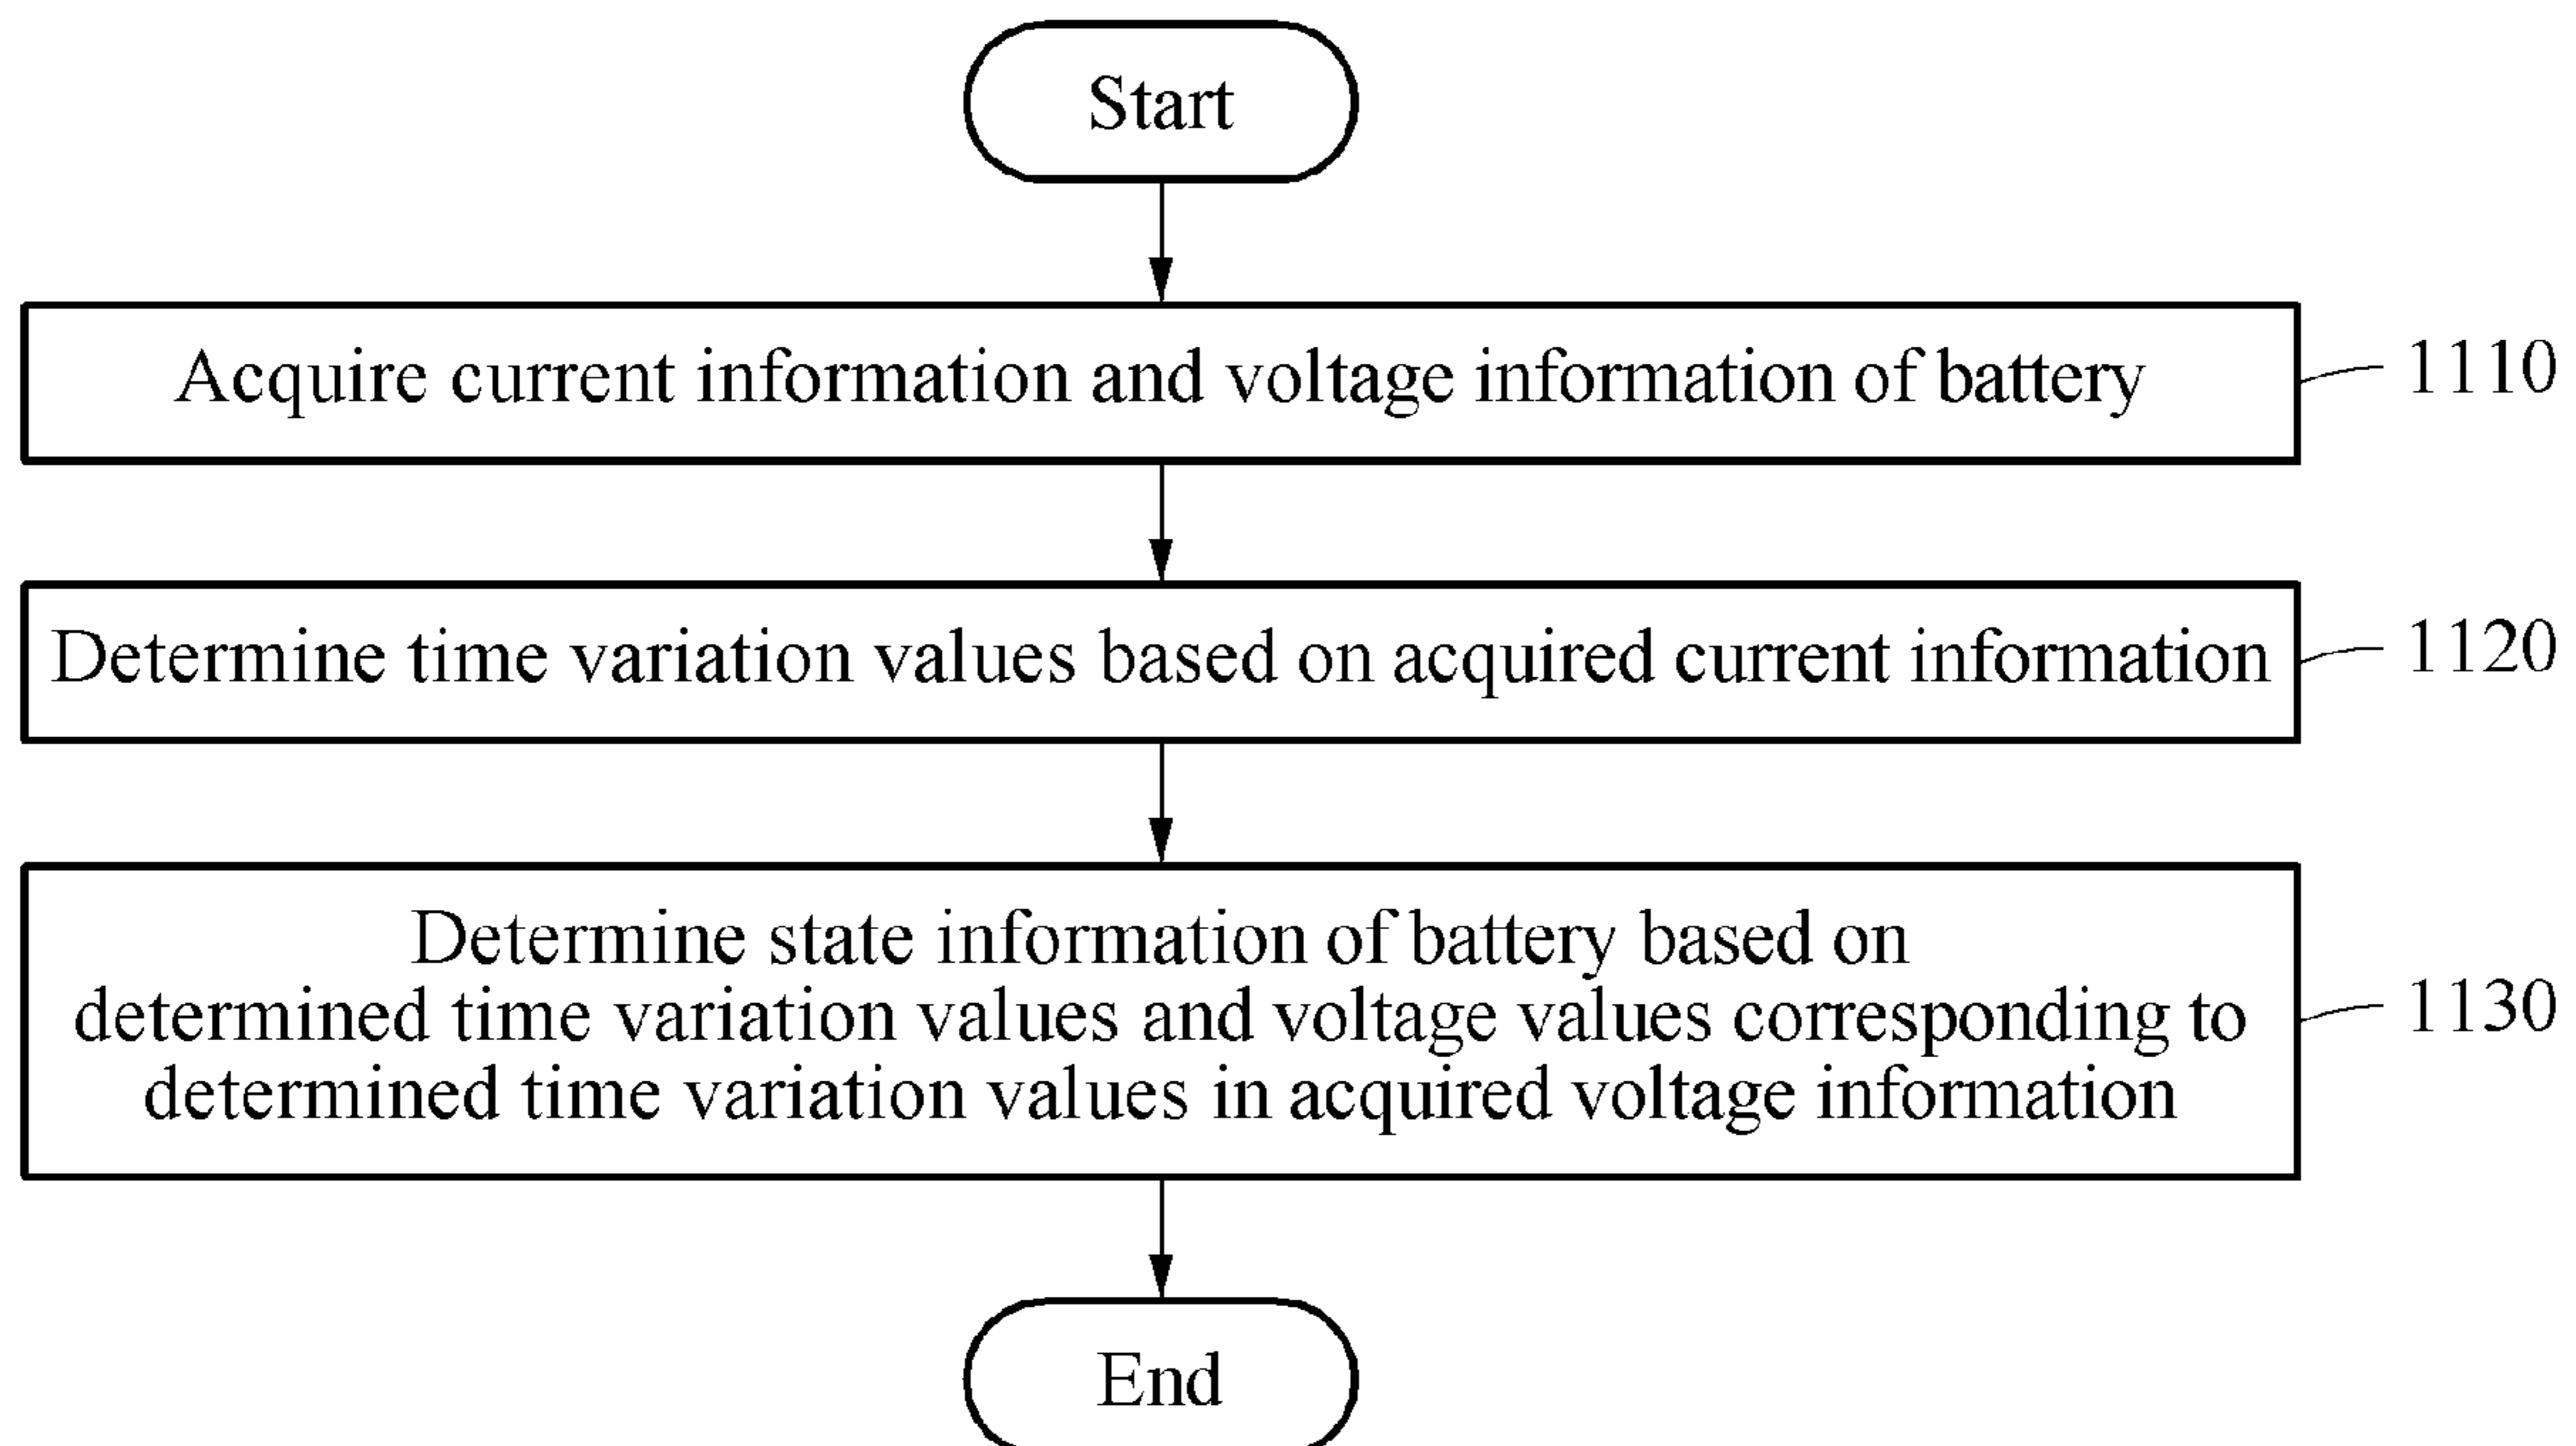 Start
Acquire current information and voltage information of battery
1110
Determine time variation values based on acquired current information
1120
Determine state information of battery based on
determined time variation values and voltage values corresponding to
determined time variation values in acquired voltage information
1130
End